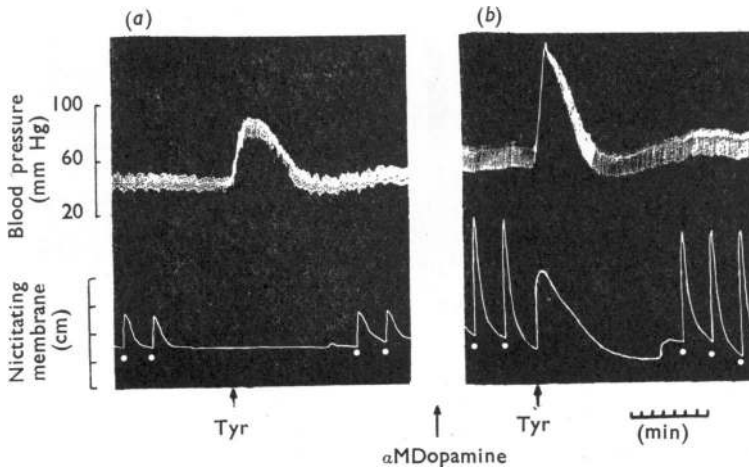 (a)
(b)
Blood pressure
(mm Hg)
100
60
20
Nictitating
membrane
(cm)
Tyr
Tyr
(min)
αMDopamine